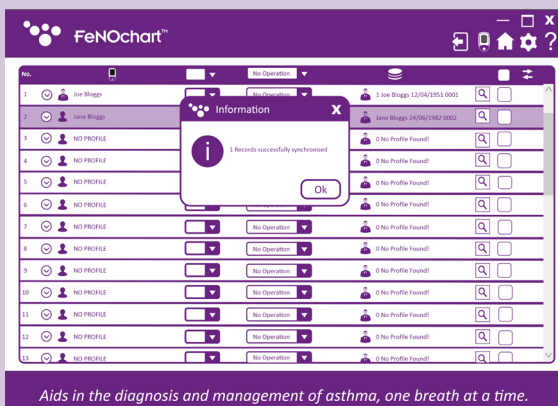 FeNOchart™
No.
No Operation
1 Joe Bloggs No Operation 1 Joe Bloggs 12/04/1951 0001
2 Jane Bloggs Jane Bloggs 24/06/1982 0002
Information X
i
1 Records successfully synchronised
Ok
3 NO PROFILE 0 No Profile Found!
4 NO PROFILE 0 No Profile Found!
5 NO PROFILE 0 No Profile Found!
6 NO PROFILE No Operation 0 No Profile Found!
7 NO PROFILE No Operation 0 No Profile Found!
8 NO PROFILE No Operation 0 No Profile Found!
9 NO PROFILE No Operation 0 No Profile Found!
10 NO PROFILE No Operation 0 No Profile Found!
11 NO PROFILE No Operation 0 No Profile Found!
12 NO PROFILE No Operation 0 No Profile Found!
13 NO PROFILE No Operation 0 No Profile Found!
Aids in the diagnosis and management of asthma, one breath at a time.